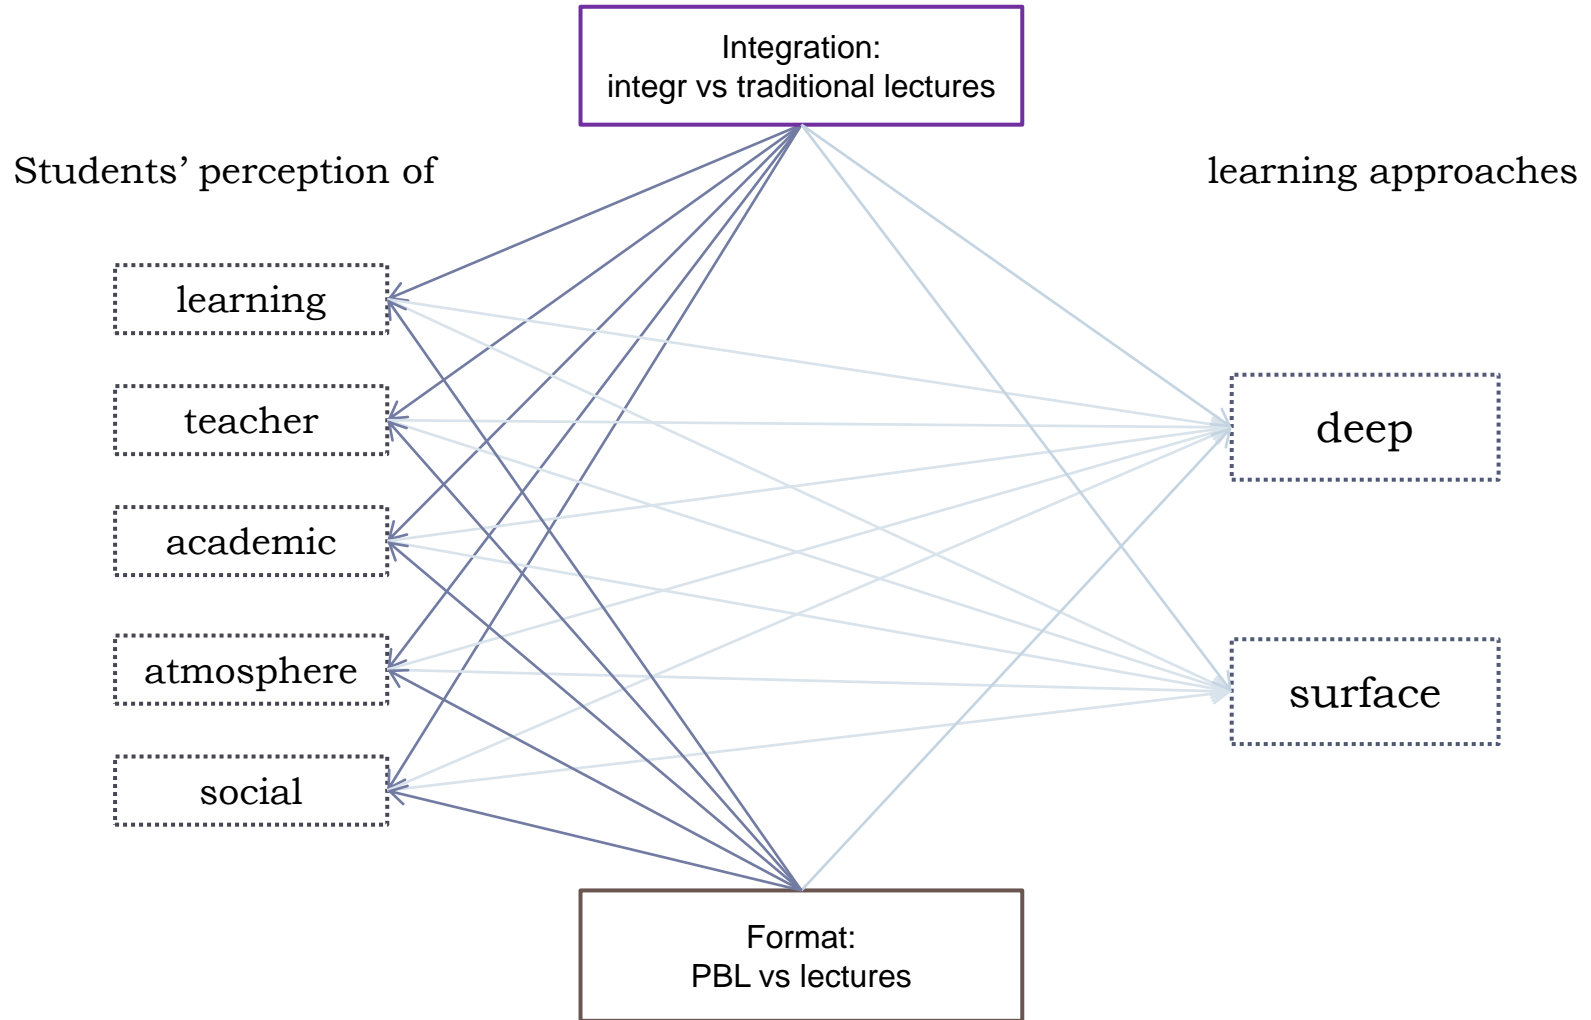 Integration:
integr vs traditional lectures
Students’ perception of
learning approaches
learning
teacher
academic
atmosphere
social
deep
surface
Format:
PBL vs lectures